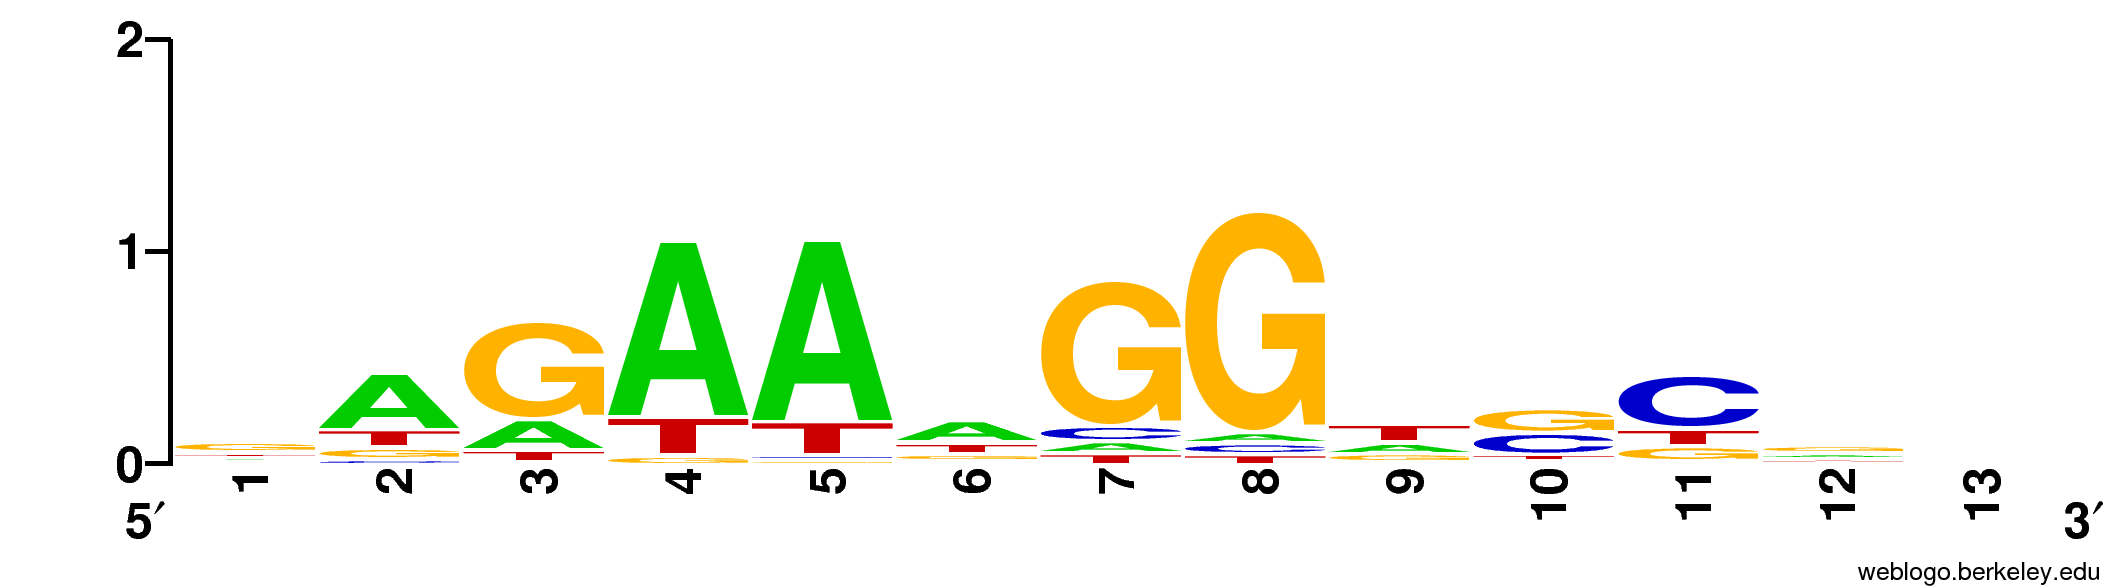 2
1
0
G A G A A A G G T G C G
T A T T T C A A C T
G T G G A C G G
C T T T
1 2 3 4 5 6 7 8 9 10 11 12 13
5′ 3′
weblogo.berkeley.edu